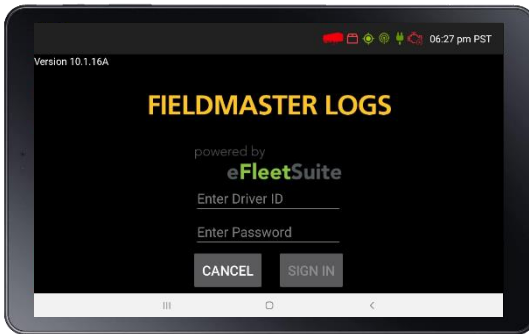 06:27 pm PST
Version 10.1.16A
FIELDMASTER LOGS
powered by
eFleetSuite
Enter Driver ID
Enter Password
CANCEL SIGN IN